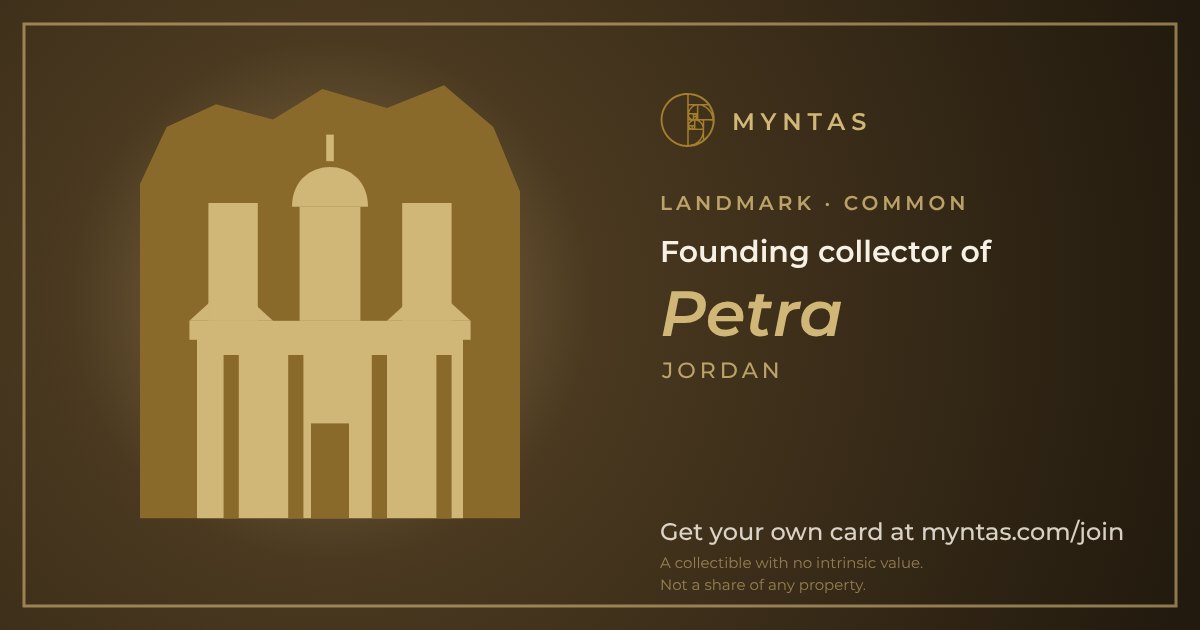 MYNTAS
LANDMARK · COMMON
Founding collector of
Petra
JORDAN
Get your own card at myntas.com/join
A collectible with no intrinsic value.
Not a share of any property.